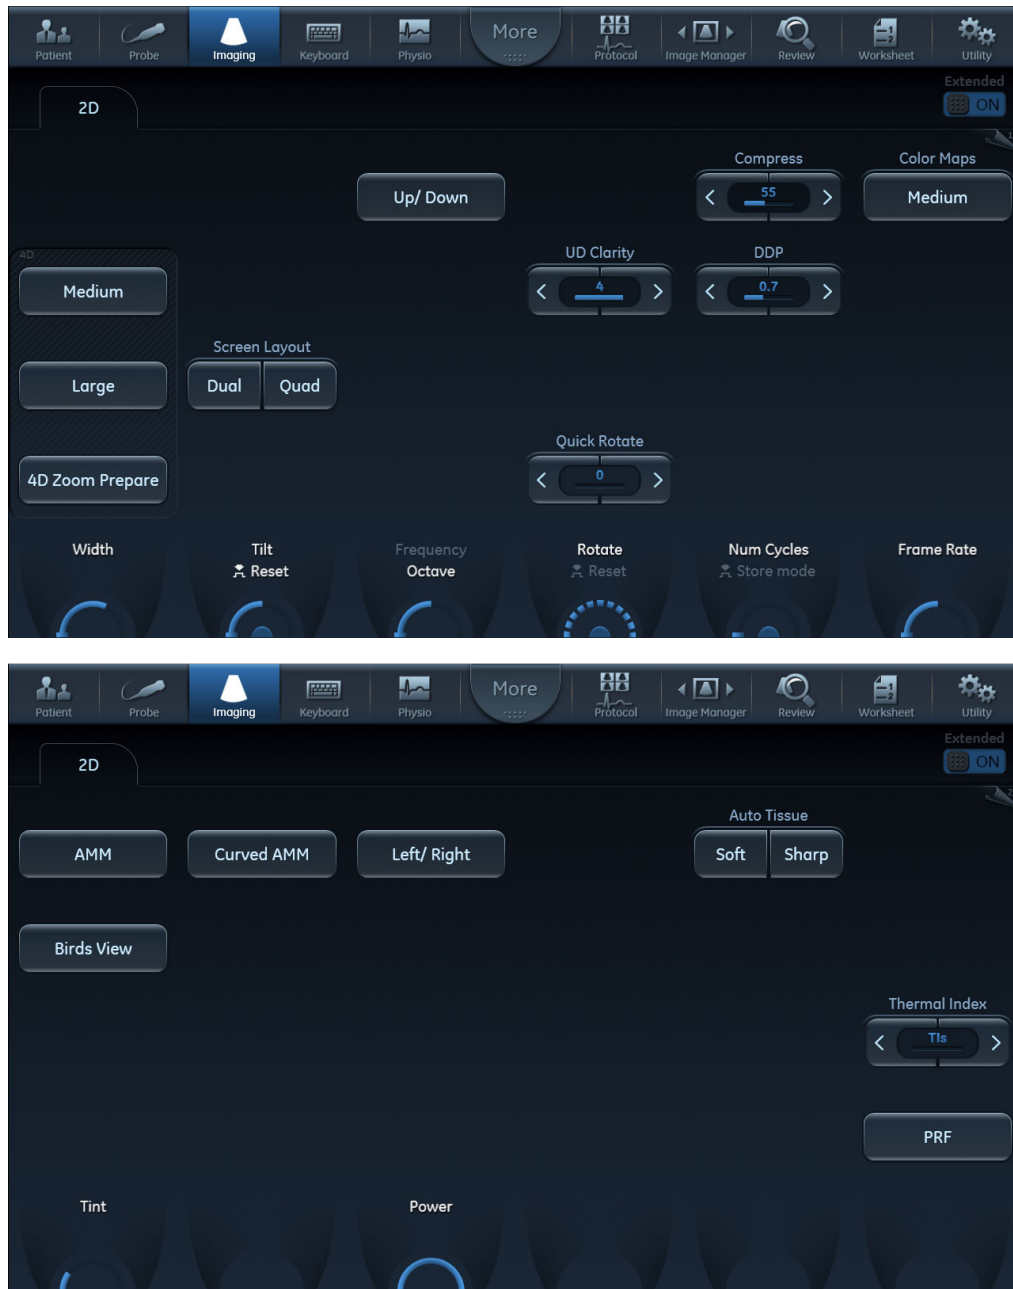 Patient Probe Imaging Keyboard Physio More Protocol Image Manager Review Worksheet Utility
Extended
2D ON
1
Compress Color Maps
Up/ Down 55 Medium
4D UD Clarity DDP
Medium 4 0.7
Screen Layout
Large Dual Quad
Quick Rotate
4D Zoom Prepare 0
Width Tilt Frequency Rotate Num Cycles Frame Rate
Reset Octave Reset Store mode
Patient Probe Imaging Keyboard Physio More Protocol Image Manager Review Worksheet Utility
Extended
2D ON
2
Auto Tissue
AMM Curved AMM Left/ Right Soft Sharp
Birds View
Thermal Index
TIs
PRF
Tint Power